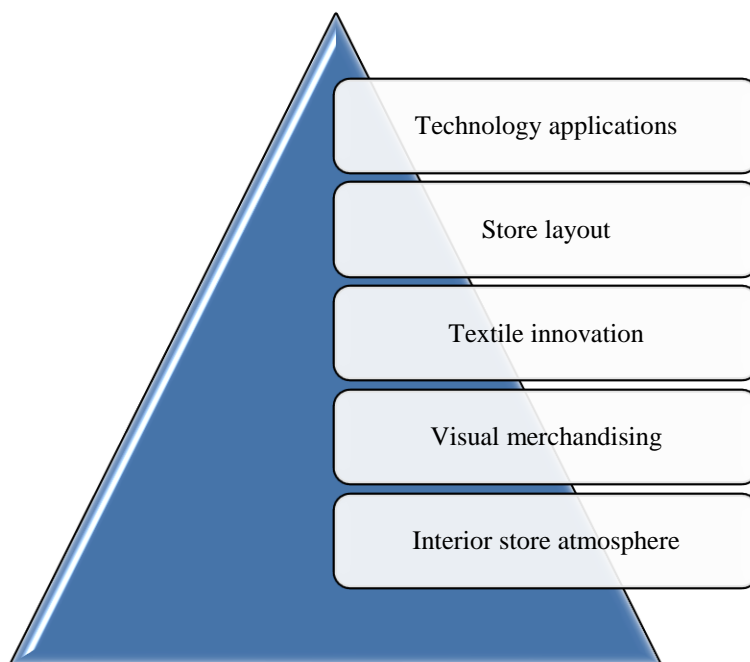 Technology applications
Store layout
Textile innovation
Visual merchandising
Interior store atmosphere